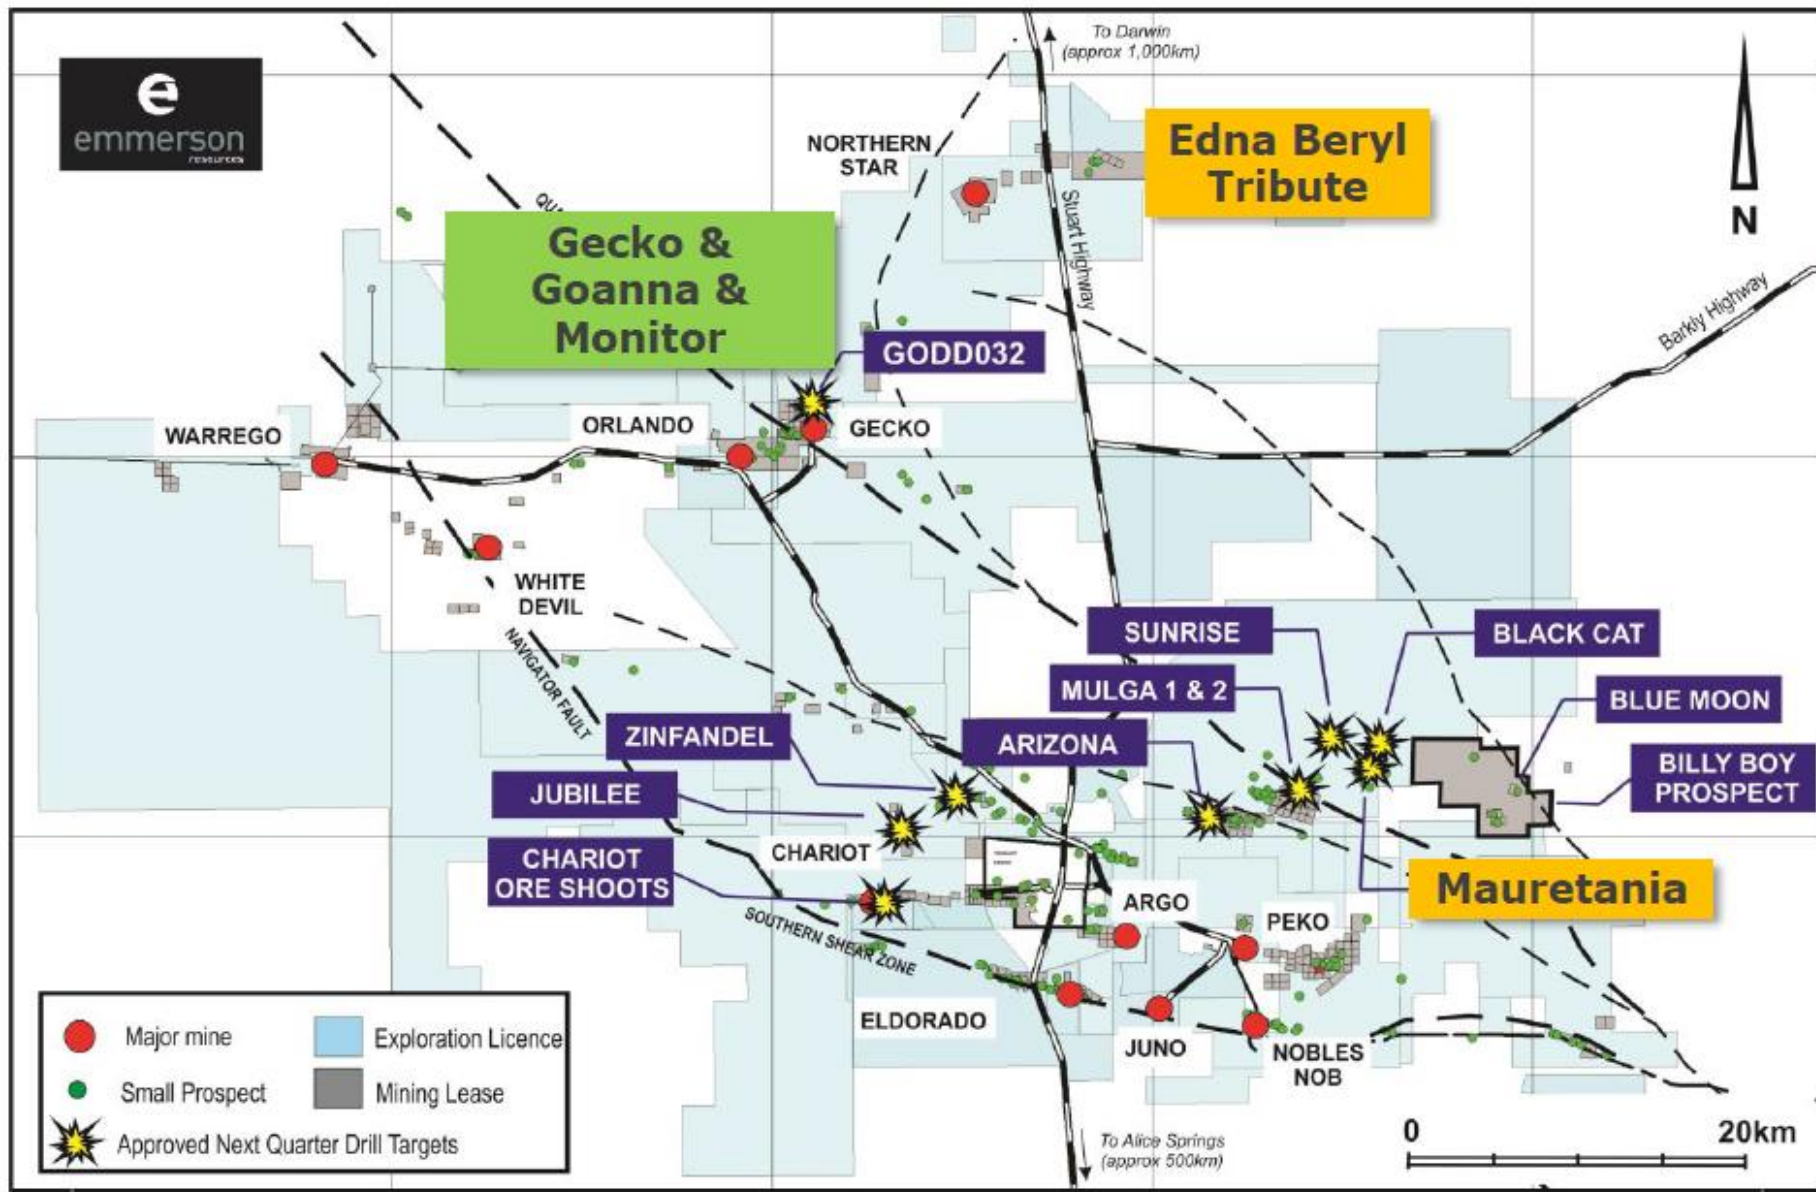 e
emmerson
resources
To Darwin
(approx 1,000km)
NORTHERN
STAR
Edna Beryl
Tribute
N
Stuart Highway
Barkly Highway
Gecko &
Goanna &
Monitor
GODD032
WARREGO
ORLANDO
GECKO
WHITE
DEVIL
NAVIGATOR FAULT
SUNRISE
BLACK CAT
MULGA 1 & 2
BLUE MOON
ZINFANDEL
ARIZONA
BILLY BOY
PROSPECT
JUBILEE
CHARIOT
CHARIOT
ORE SHOOTS
Mauretania
ARGO
PEKO
SOUTHERN SHEAR ZONE
ELDORADO
JUNO
NOBLES
NOB
Major mine
Exploration Licence
Small Prospect
Mining Lease
Approved Next Quarter Drill Targets
To Alice Springs
(approx 500km)
0 20km